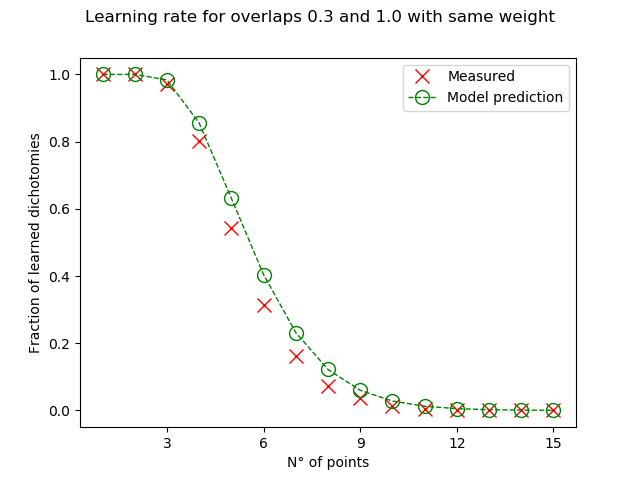 Learning rate for overlaps 0.3 and 1.0 with same weight
Measured
Model prediction
Fraction of learned dichotomies
1.0
0.8
0.6
0.4
0.2
0.0
3 6 9 12 15
N° of points